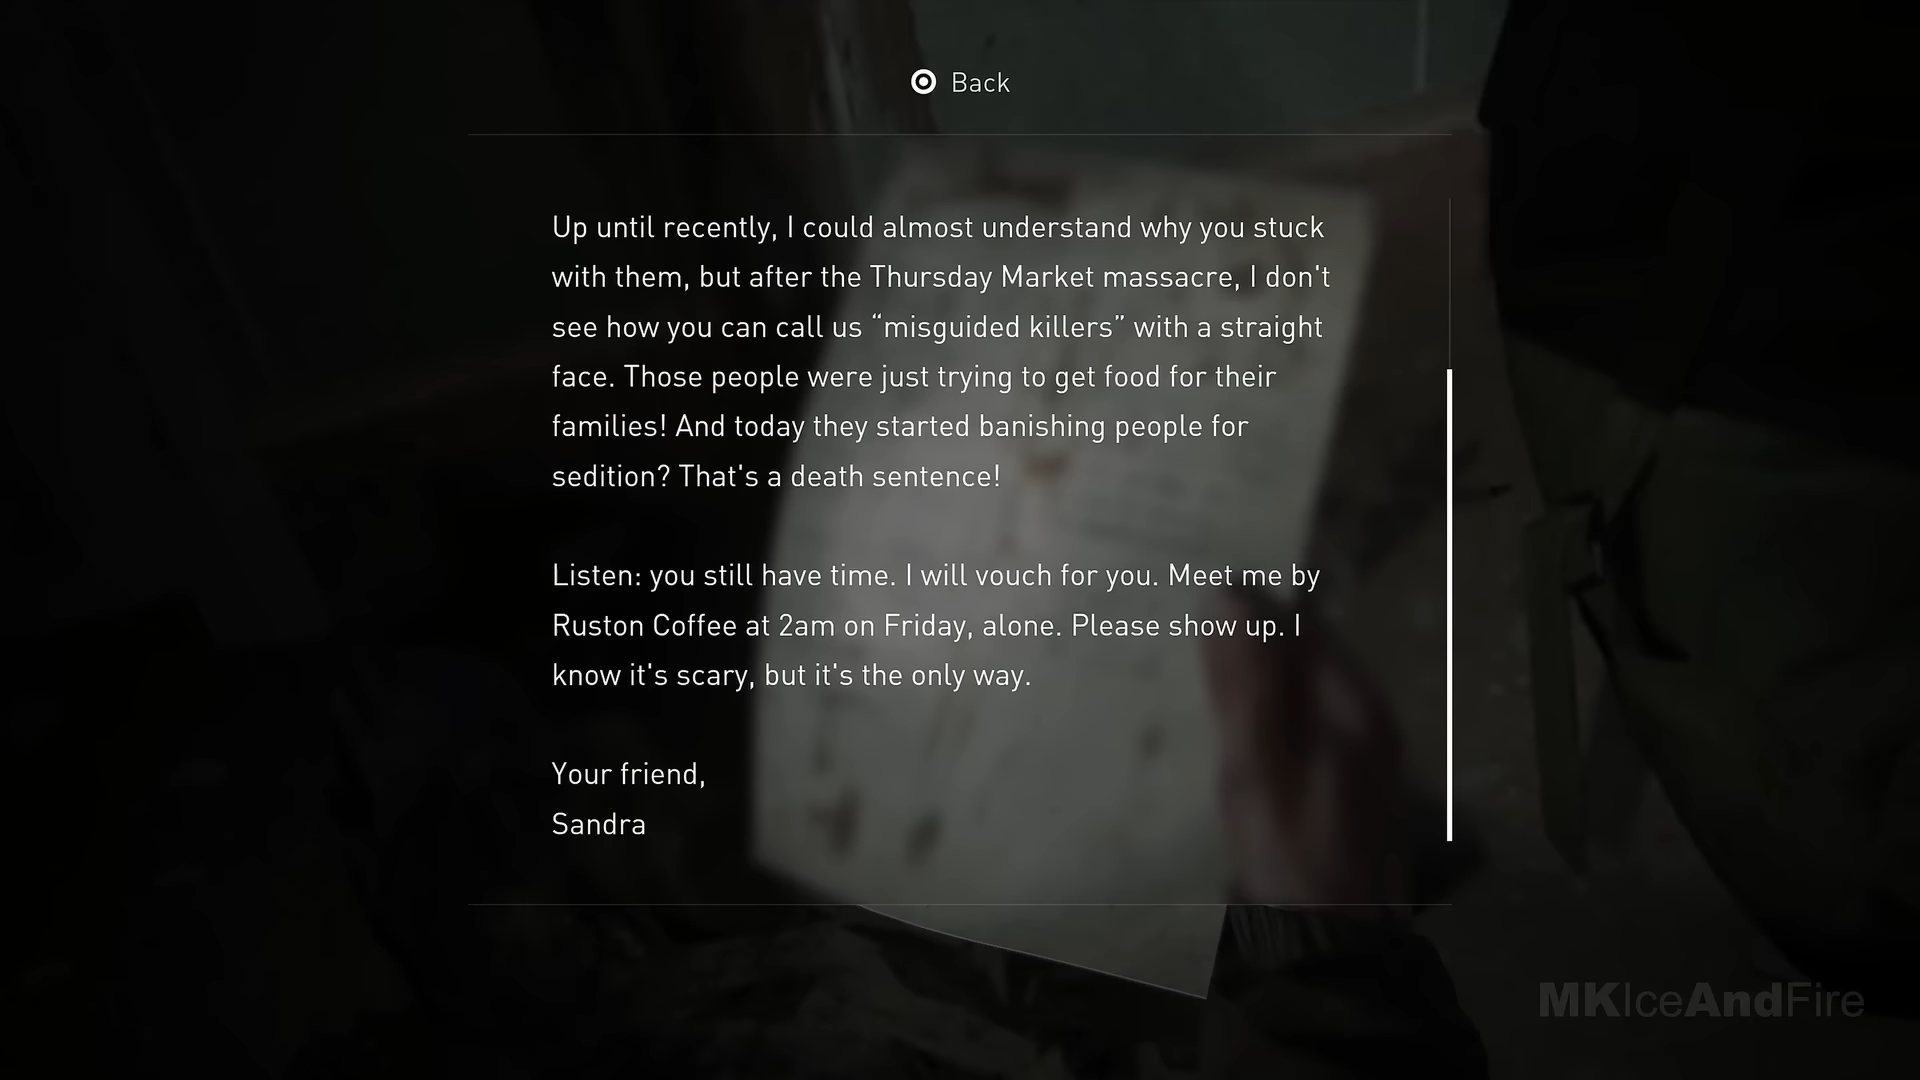 Back
Up until recently, I could almost understand why you stuck
with them, but after the Thursday Market massacre, I don't
see how you can call us “misguided killers” with a straight
face. Those people were just trying to get food for their
families! And today they started banishing people for
sedition? That's a death sentence!
Listen: you still have time. I will vouch for you. Meet me by
Ruston Coffee at 2am on Friday, alone. Please show up. I
know it's scary, but it's the only way.
Your friend,
Sandra
MKIceAndFire